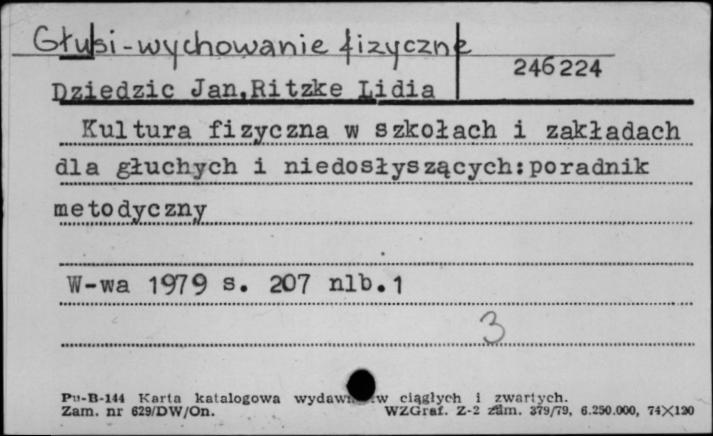 Głusi-wychowanie fizyczne
246224
Dziedzic Jan,Ritzke Lidia
Kultura fizyczna w szkołach i zakładach
dla głuchych i niedosłyszących:poradnik
metodyczny
W-wa 1979 s. 207 nlb.1
3
Pu-B-144 Karta katalogowa ciągłych i zwartych.
Zam. nr 629/DW/On. WZGraf. Z-2 zam. 379/79, 6.250.000, 74×120